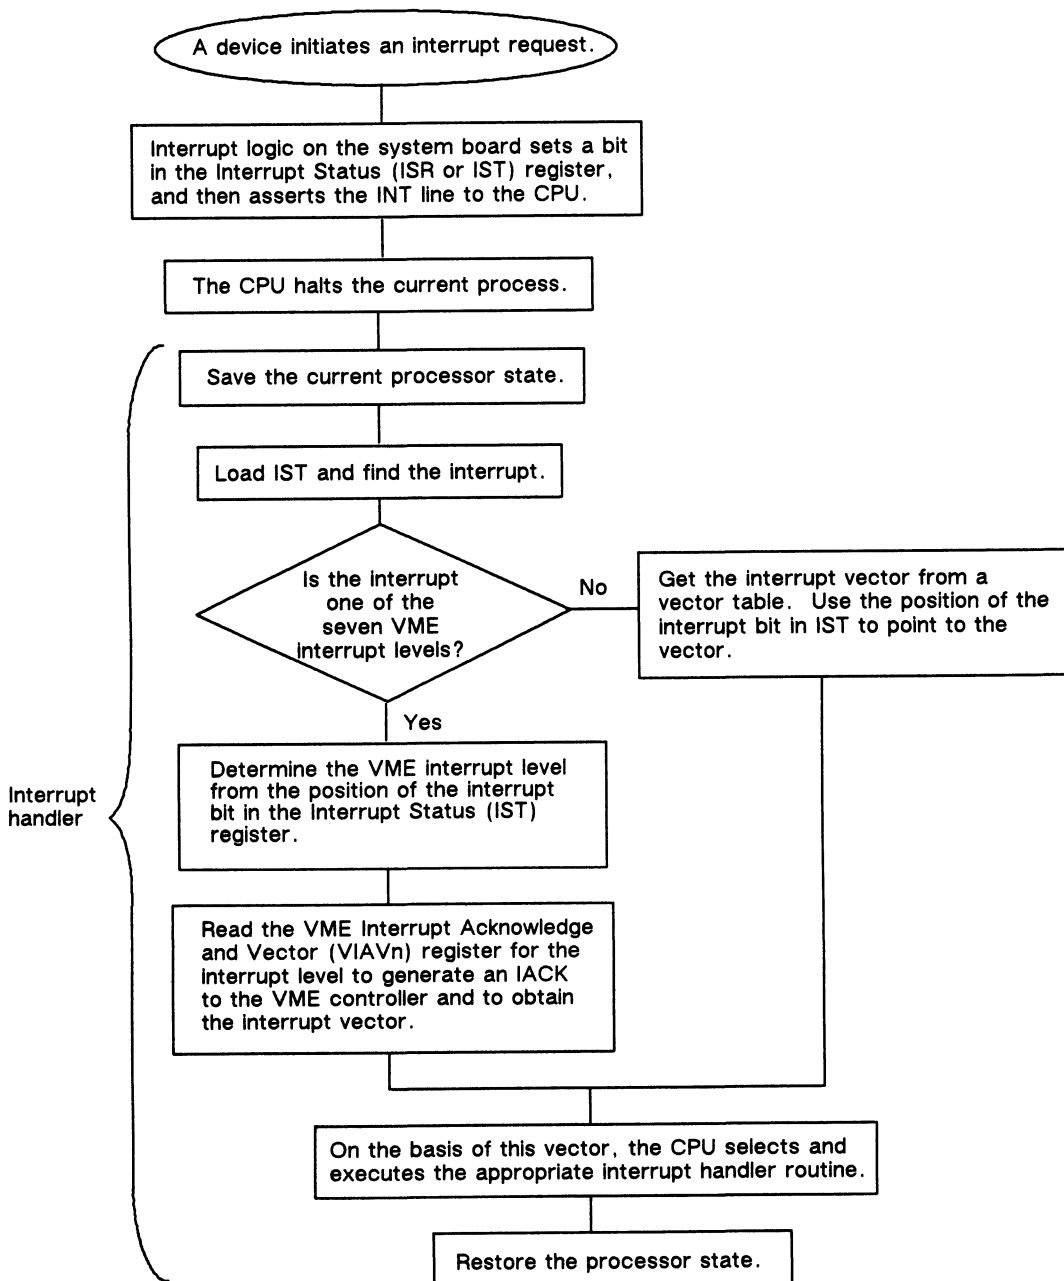 A device initiates an interrupt request.
Interrupt logic on the system board sets a bit
in the Interrupt Status (ISR or IST) register,
and then asserts the INT line to the CPU.
The CPU halts the current process.
Save the current processor state.
Load IST and find the interrupt.
Is the interrupt
one of the
seven VME
interrupt levels?
No
Get the interrupt vector from a
vector table. Use the position of the
interrupt bit in IST to point to the
vector.
Yes
Determine the VME interrupt level
from the position of the interrupt
bit in the Interrupt Status (IST)
register.
Interrupt
handler
Read the VME Interrupt Acknowledge
and Vector (VIAVn) register for the
interrupt level to generate an IACK
to the VME controller and to obtain
the interrupt vector.
On the basis of this vector, the CPU selects and
executes the appropriate interrupt handler routine.
Restore the processor state.